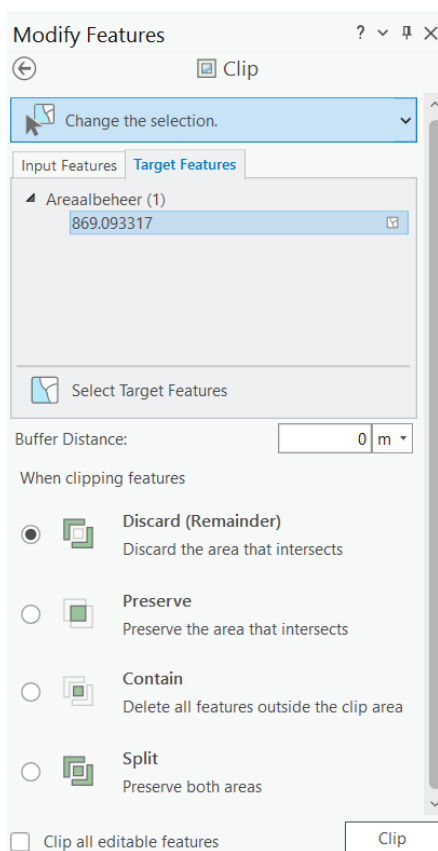 Modify Features
?
Clip
Change the selection.
Input Features Target Features
Areaalbeheer (1)
869.093317
Select Target Features
Buffer Distance: 0 m
When clipping features
Discard (Remainder)
Discard the area that intersects
Preserve
Preserve the area that intersects
Contain
Delete all features outside the clip area
Split
Preserve both areas
Clip all editable features Clip